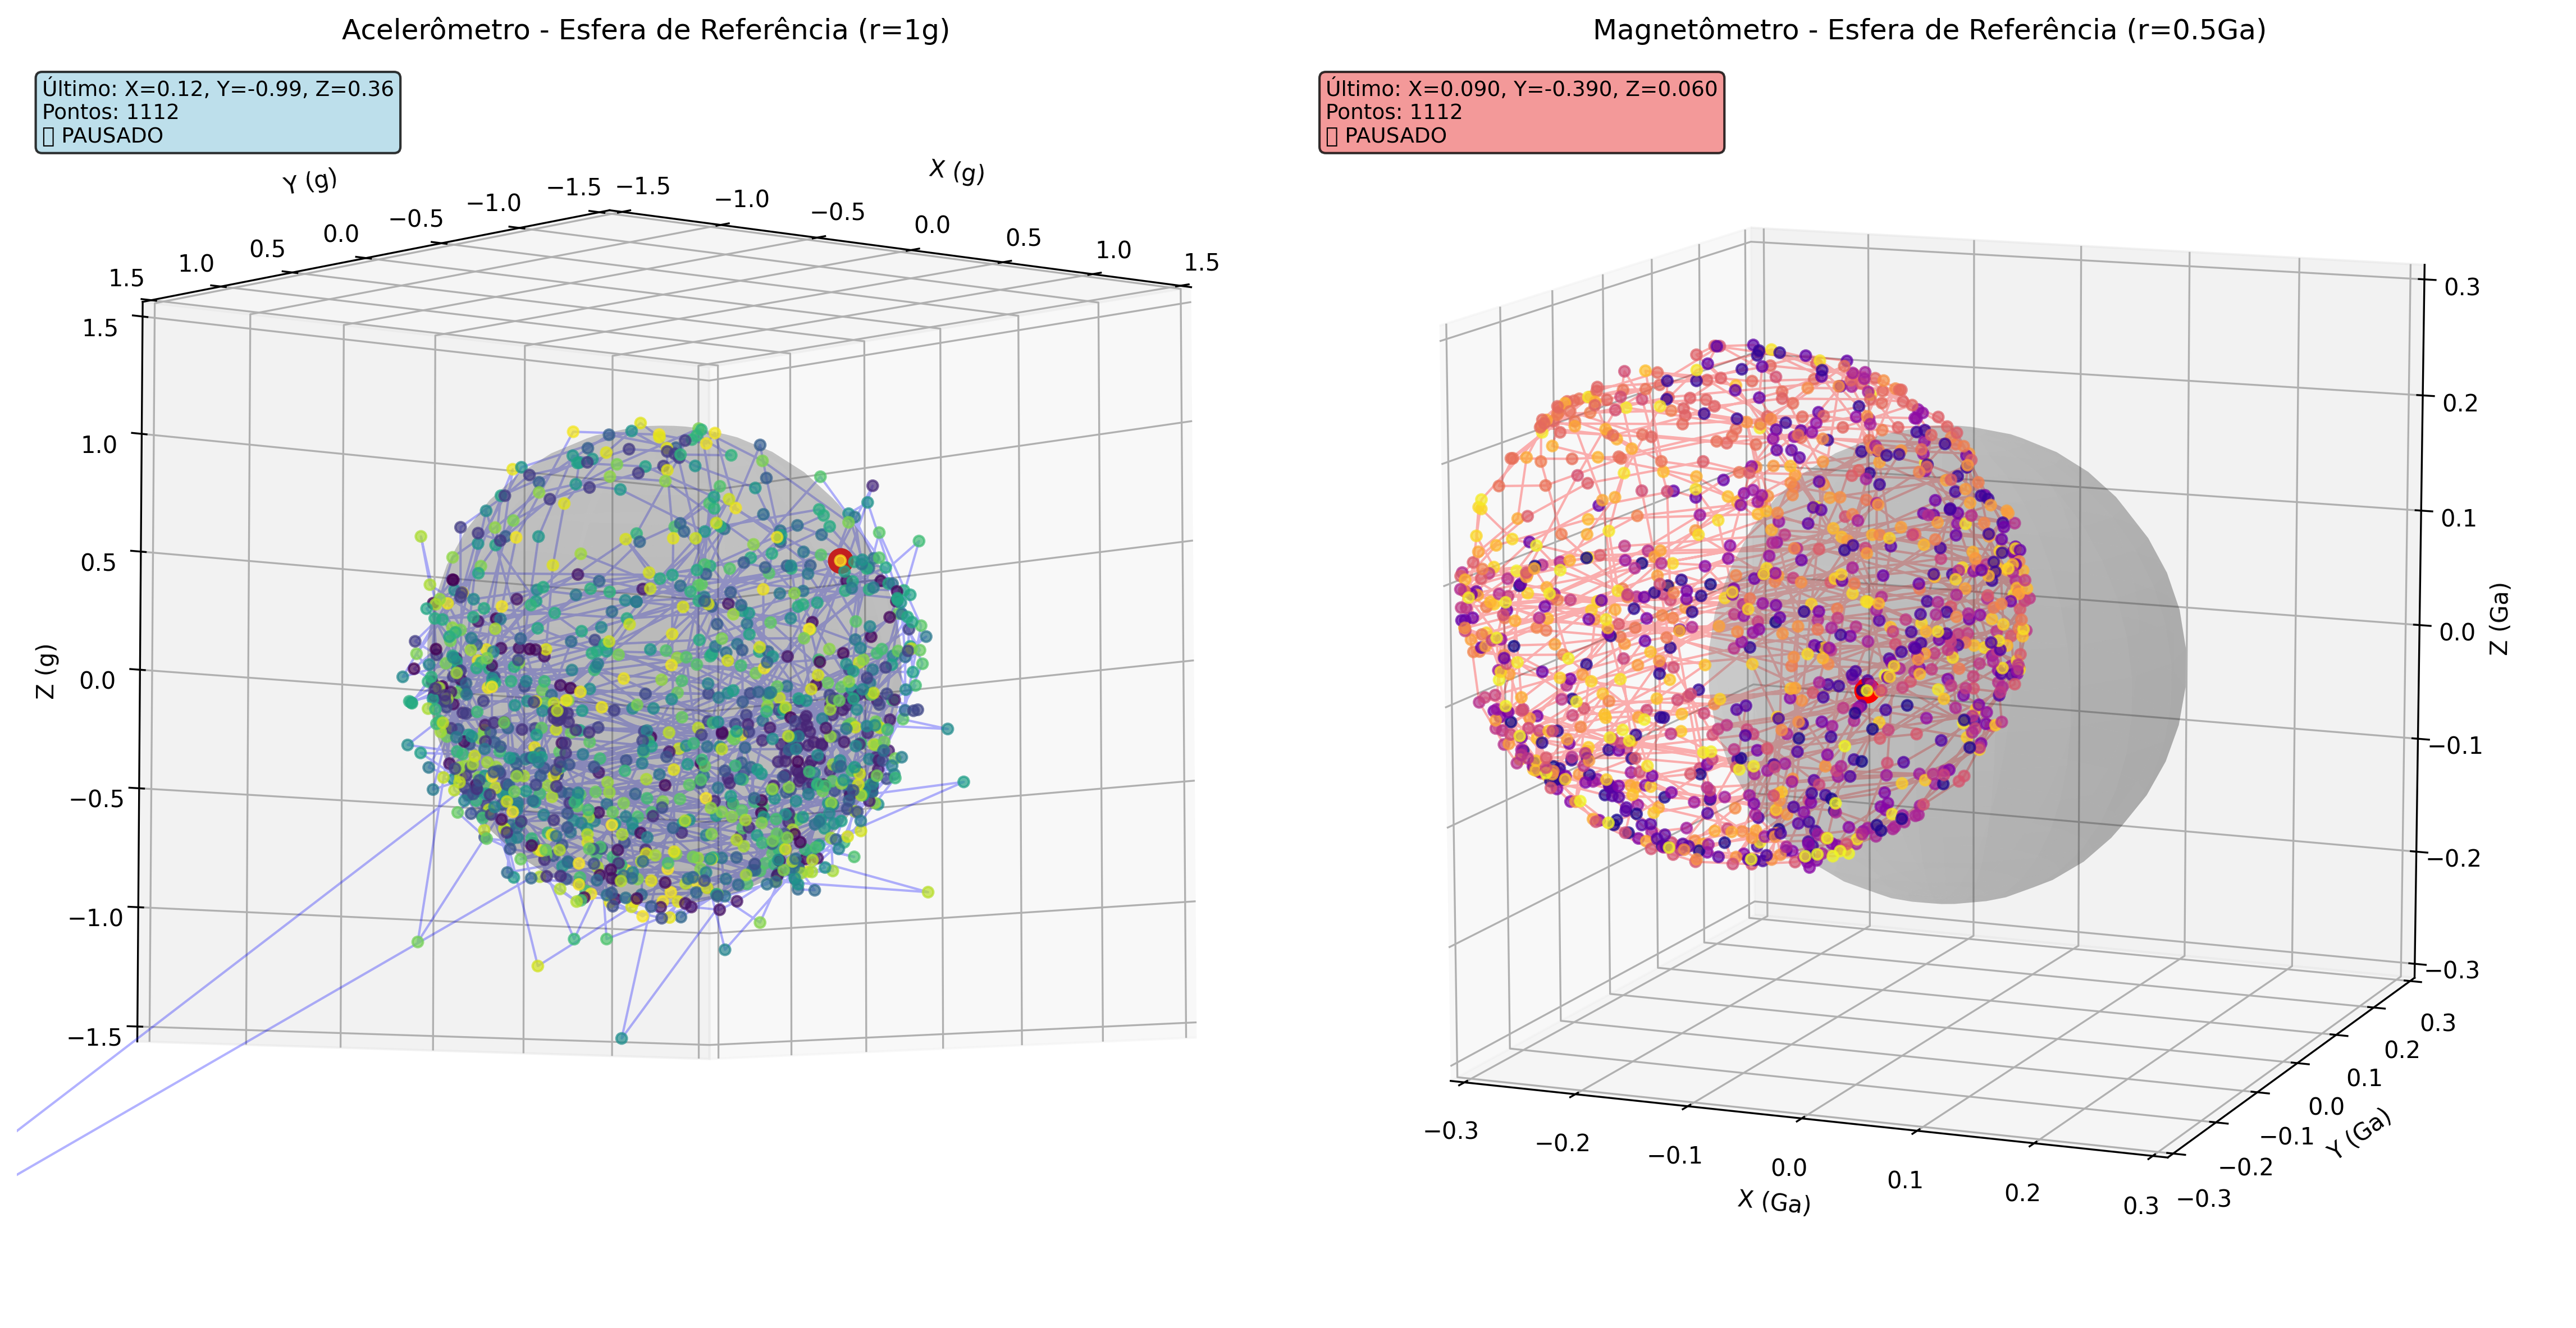 Acelerômetro - Esfera de Referência (r=1g)
Último: X=0.12, Y=-0.99, Z=0.36
Pontos: 1112
▯ PAUSADO
Y (g)
X (g)
1.5 1.0 0.5 0.0 −0.5 −1.0 −1.5
−1.5 −1.0 −0.5 0.0 0.5 1.0 1.5
Z (g)
1.5
1.0
0.5
0.0
−0.5
−1.0
−1.5
Magnetômetro - Esfera de Referência (r=0.5Ga)
Último: X=0.090, Y=-0.390, Z=0.060
Pontos: 1112
▯ PAUSADO
0.3
0.2
0.1
0.0
−0.1
−0.2
−0.3
Z (Ga)
0.3
0.2
0.1
0.0
−0.1
−0.2
−0.3
Y (Ga)
−0.3 −0.2 −0.1 0.0 0.1 0.2 0.3
X (Ga)